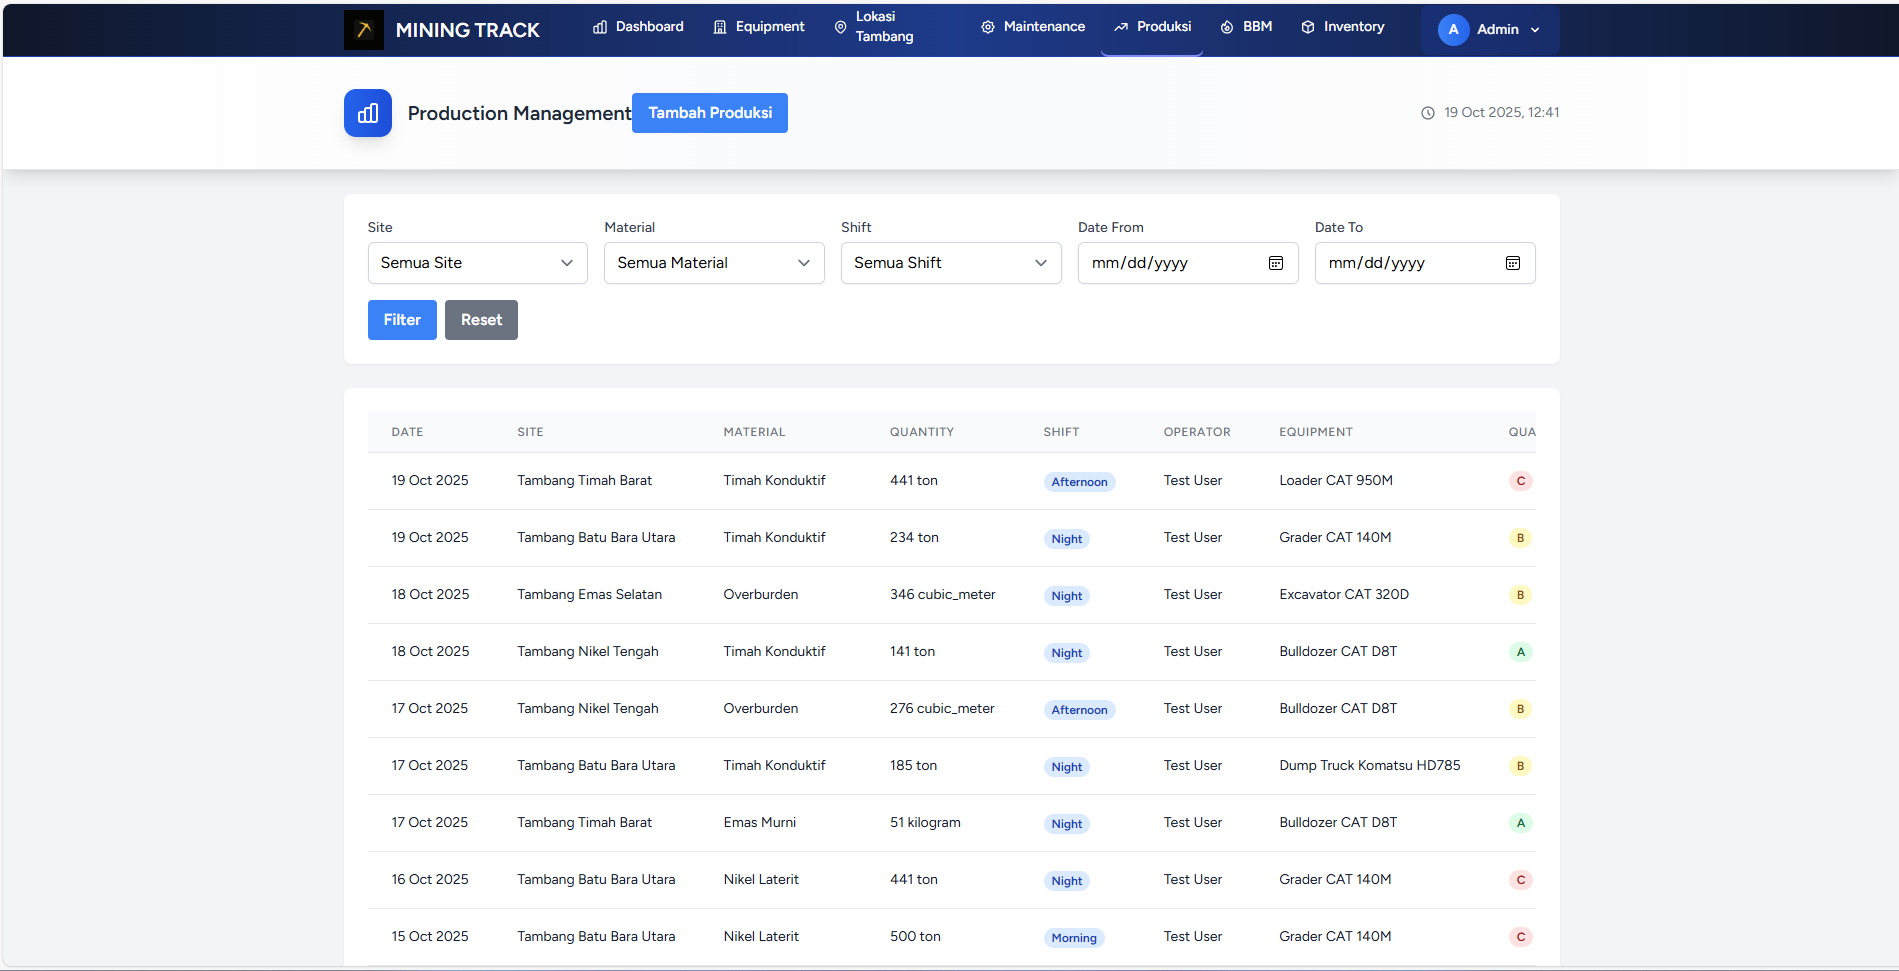 MINING TRACK
Dashboard
Equipment
Lokasi
Tambang
Maintenance
Produksi
BBM
Inventory
A Admin
Production Management
Tambah Produksi
19 Oct 2025, 12:41
Site Material Shift Date From Date To
Semua Site Semua Material Semua Shift mm/dd/yyyy mm/dd/yyyy
Filter Reset
DATE SITE MATERIAL QUANTITY SHIFT OPERATOR EQUIPMENT QUA
19 Oct 2025 Tambang Timah Barat Timah Konduktif 441 ton Afternoon Test User Loader CAT 950M C
19 Oct 2025 Tambang Batu Bara Utara Timah Konduktif 234 ton Night Test User Grader CAT 140M B
18 Oct 2025 Tambang Emas Selatan Overburden 346 cubic_meter Night Test User Excavator CAT 320D B
18 Oct 2025 Tambang Nikel Tengah Timah Konduktif 141 ton Night Test User Bulldozer CAT D8T A
17 Oct 2025 Tambang Nikel Tengah Overburden 276 cubic_meter Afternoon Test User Bulldozer CAT D8T B
17 Oct 2025 Tambang Batu Bara Utara Timah Konduktif 185 ton Night Test User Dump Truck Komatsu HD785 B
17 Oct 2025 Tambang Timah Barat Emas Murni 51 kilogram Night Test User Bulldozer CAT D8T A
16 Oct 2025 Tambang Batu Bara Utara Nikel Laterit 441 ton Night Test User Grader CAT 140M C
15 Oct 2025 Tambang Batu Bara Utara Nikel Laterit 500 ton Morning Test User Grader CAT 140M C